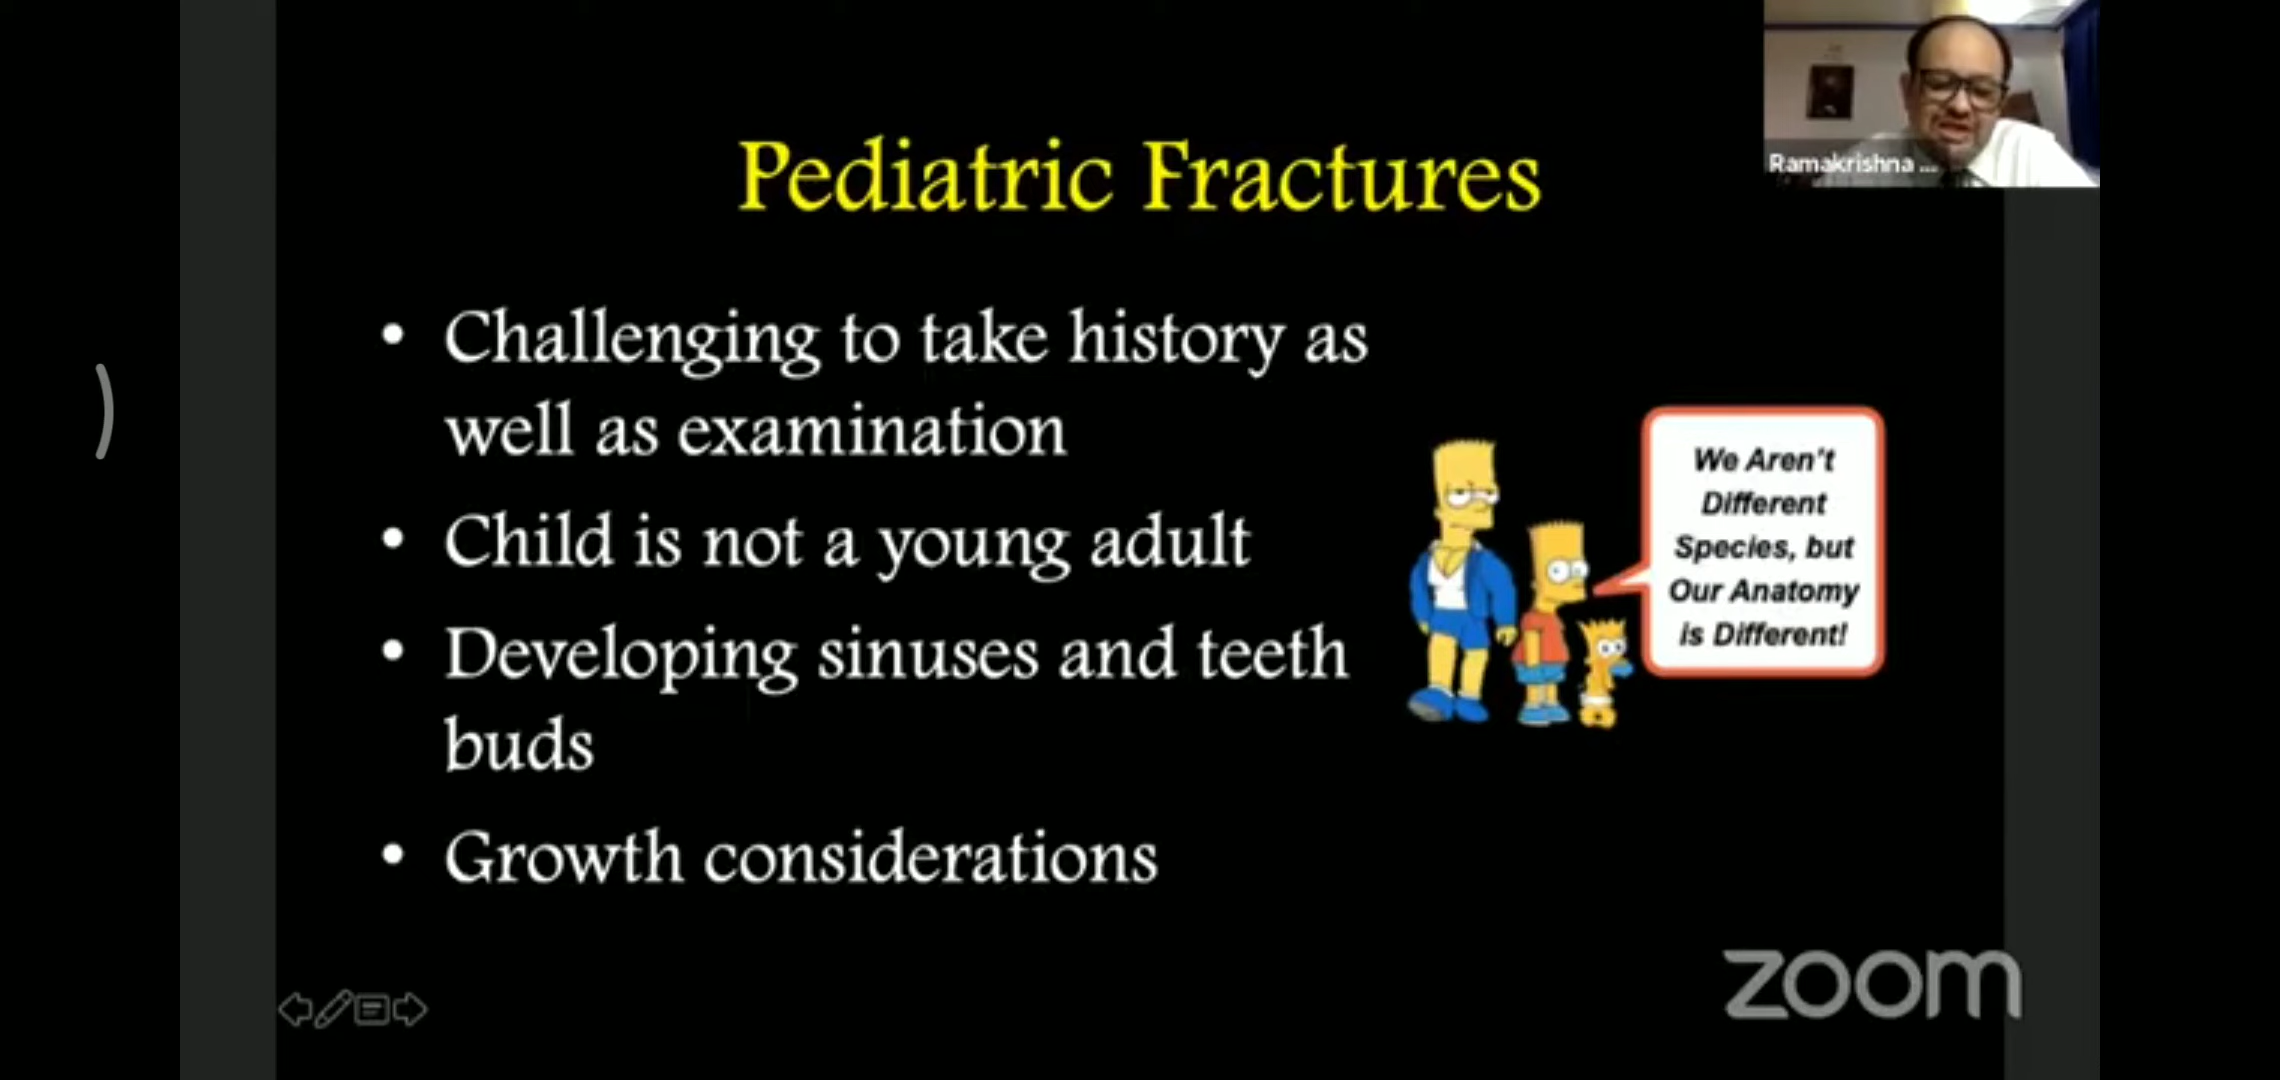 Pediatric Fractures
Ramakrishna ...
• Challenging to take history as
well as examination
• Child is not a young adult
• Developing sinuses and teeth
buds
• Growth considerations
We Aren't
Different
Species, but
Our Anatomy
is Different!
zoom